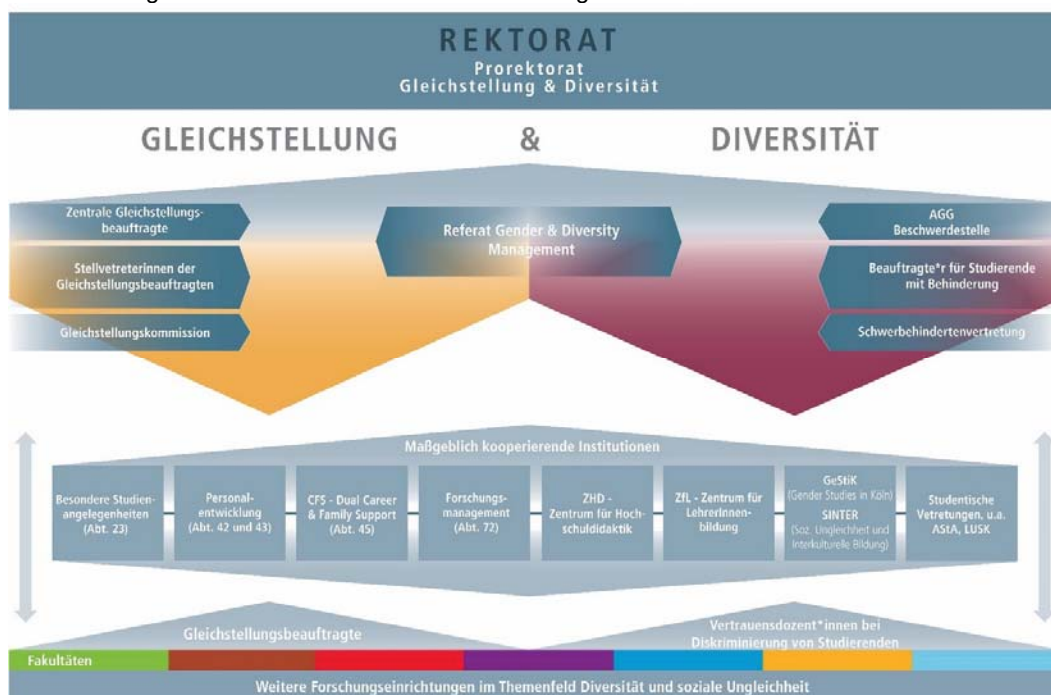 REKTORAT
Prorektorat
Gleichstellung & Diversität
GLEICHSTELLUNG & DIVERSITÄT
Zentrale Gleichstellungs-
beauftragte
Stellvetreterinnen der
Gleichstellungsbeauftragten
Gleichstellungskommission
Referat Gender & Diversity
Management
AGG
Beschwerdestelle
Beauftragte*r für Studierende
mit Behinderung
Schwerbehindertenvertretung
Maßgeblich kooperierende Institutionen
Besondere Studien-
angelegenheiten
(Abt. 23)
Personal-
entwicklung
(Abt. 42 und 43)
CFS - Dual Career
& Family Support
(Abt. 45)
Forschungs-
management
(Abt. 72)
ZHD -
Zentrum für Hoch-
schuldidaktik
ZfL - Zentrum für
LehrerInnen-
bildung
GeStiK
(Gender Studies in Köln)
SINTER
(Soz. Ungleichheit und
Interkulturelle Bildung)
Studentische
Vetretungen, u.a.
AStA, LUSK
Gleichstellungsbeauftragte
Vertrauensdozent*innen bei
Diskriminierung von Studierenden
Fakultäten
Weitere Forschungseinrichtungen im Themenfeld Diversität und soziale Ungleichheit